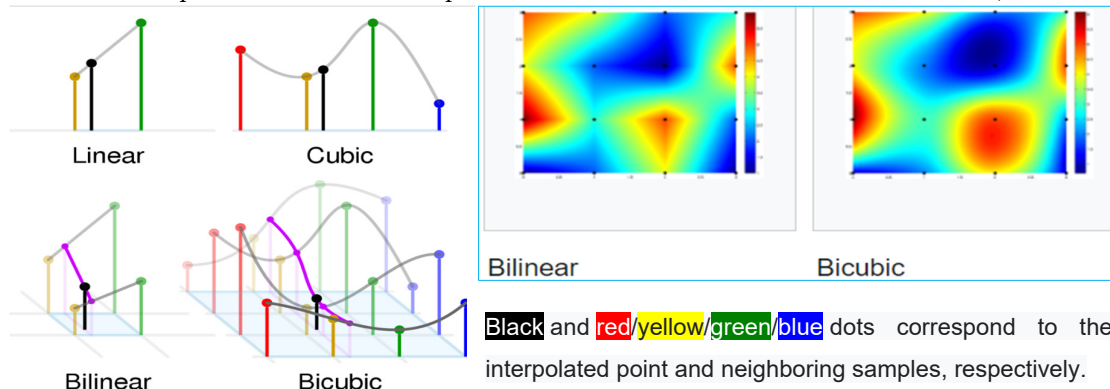 Linear
Cubic
Bilinear
Bicubic
Bilinear
Bicubic
Black and red/yellow/green/blue dots correspond to the
interpolated point and neighboring samples, respectively.